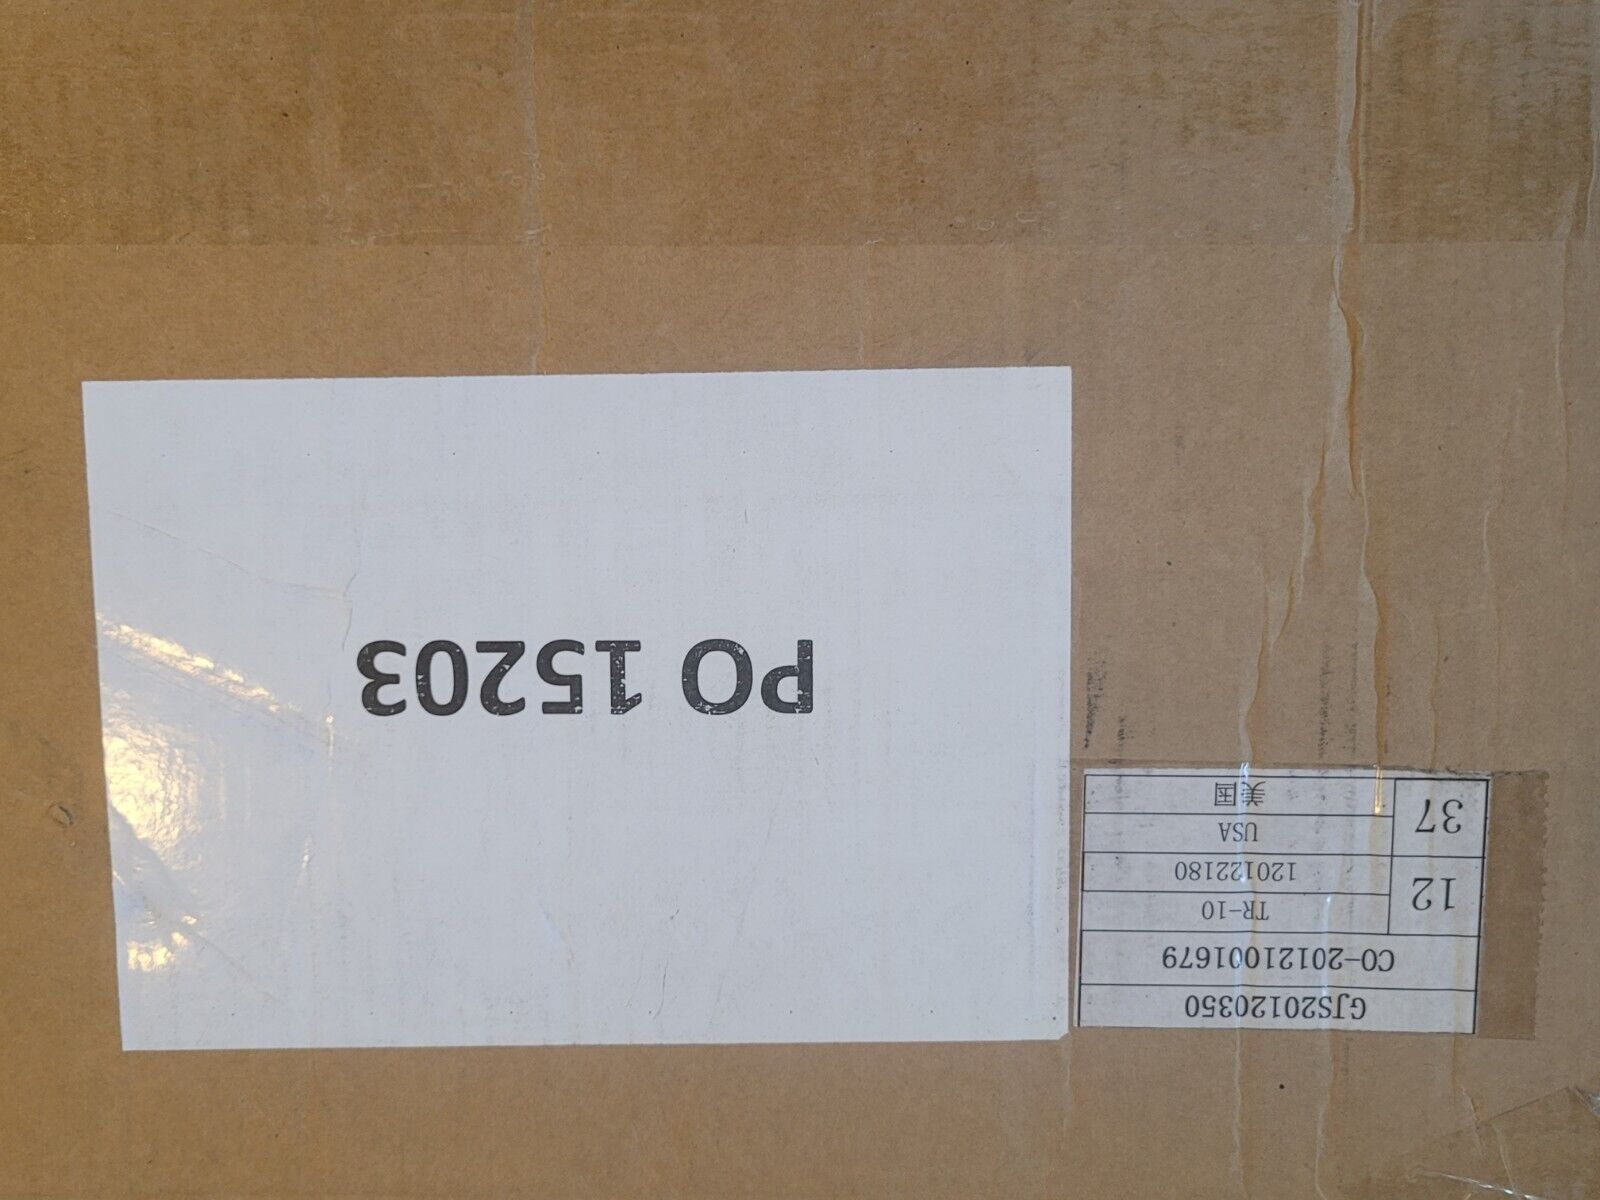 PO 15203
GJS20120350
CO-20121001679
12
TR-10
120122180
37
USA
美国